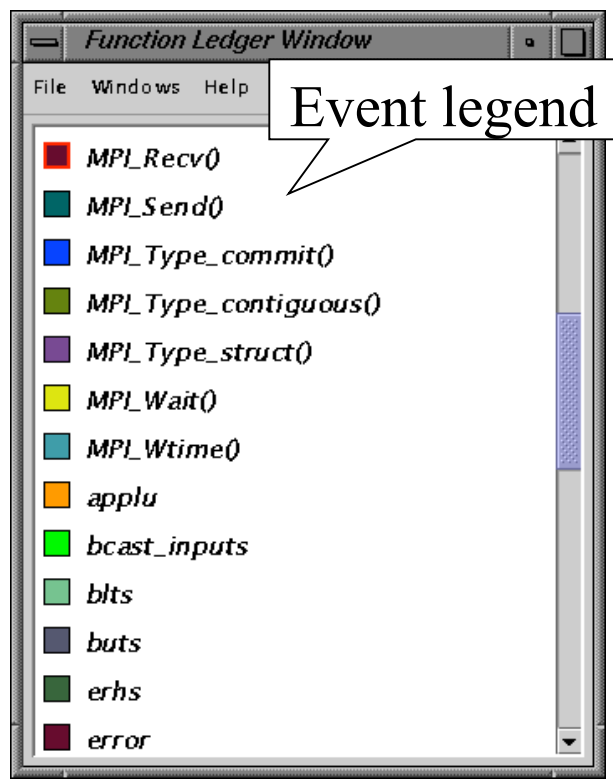 Function Ledger Window
File Windows Help
Event legend
MPI_Recv()
MPI_Send()
MPI_Type_commit()
MPI_Type_contiguous()
MPI_Type_struct()
MPI_Wait()
MPI_Wtime()
applu
bcast_inputs
blts
buts
erhs
error